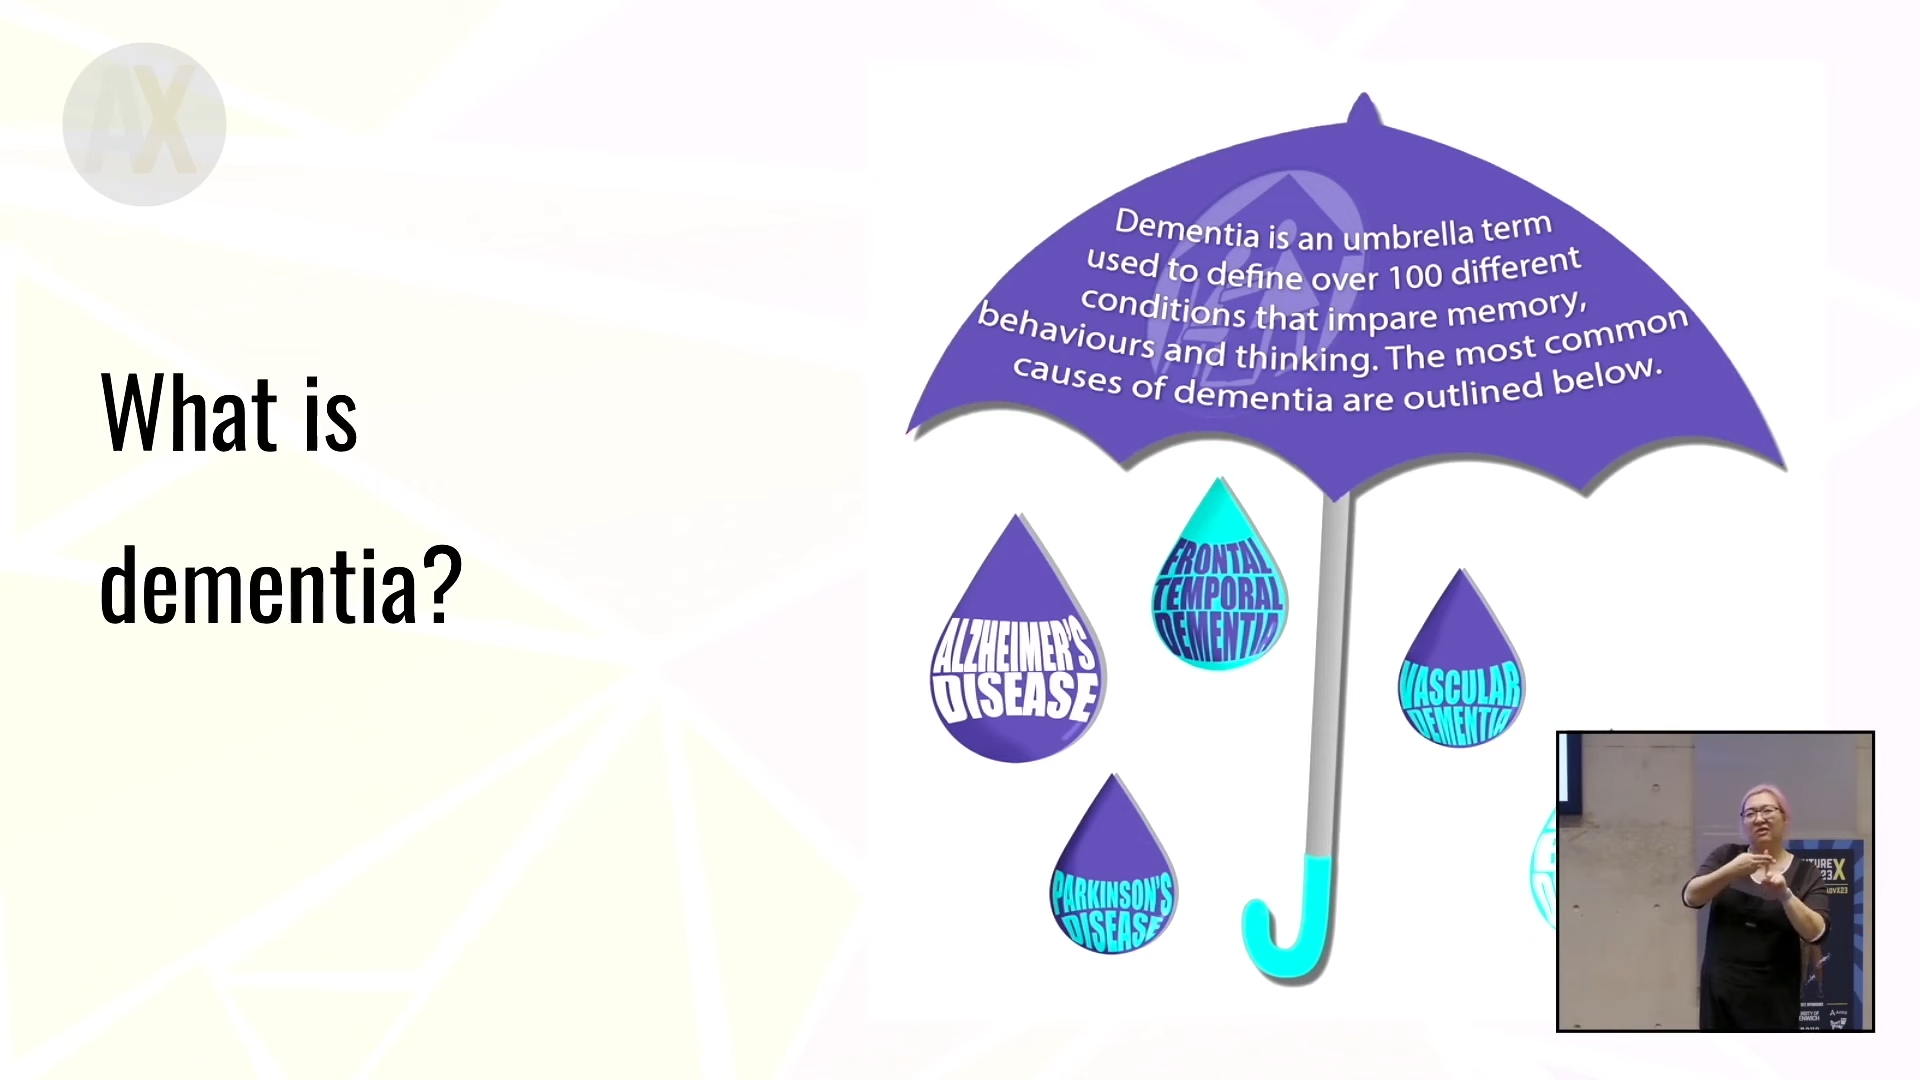 AX
What is
dementia?
Dementia is an umbrella term
used to define over 100 different
conditions that impare memory,
behaviours and thinking. The most common
causes of dementia are outlined below.
FRONTAL
TEMPORAL
DEMENTIA
ALZHEIMER'S
DISEASE
VASCULAR
DEMENTIA
PARKINSON'S
DISEASE